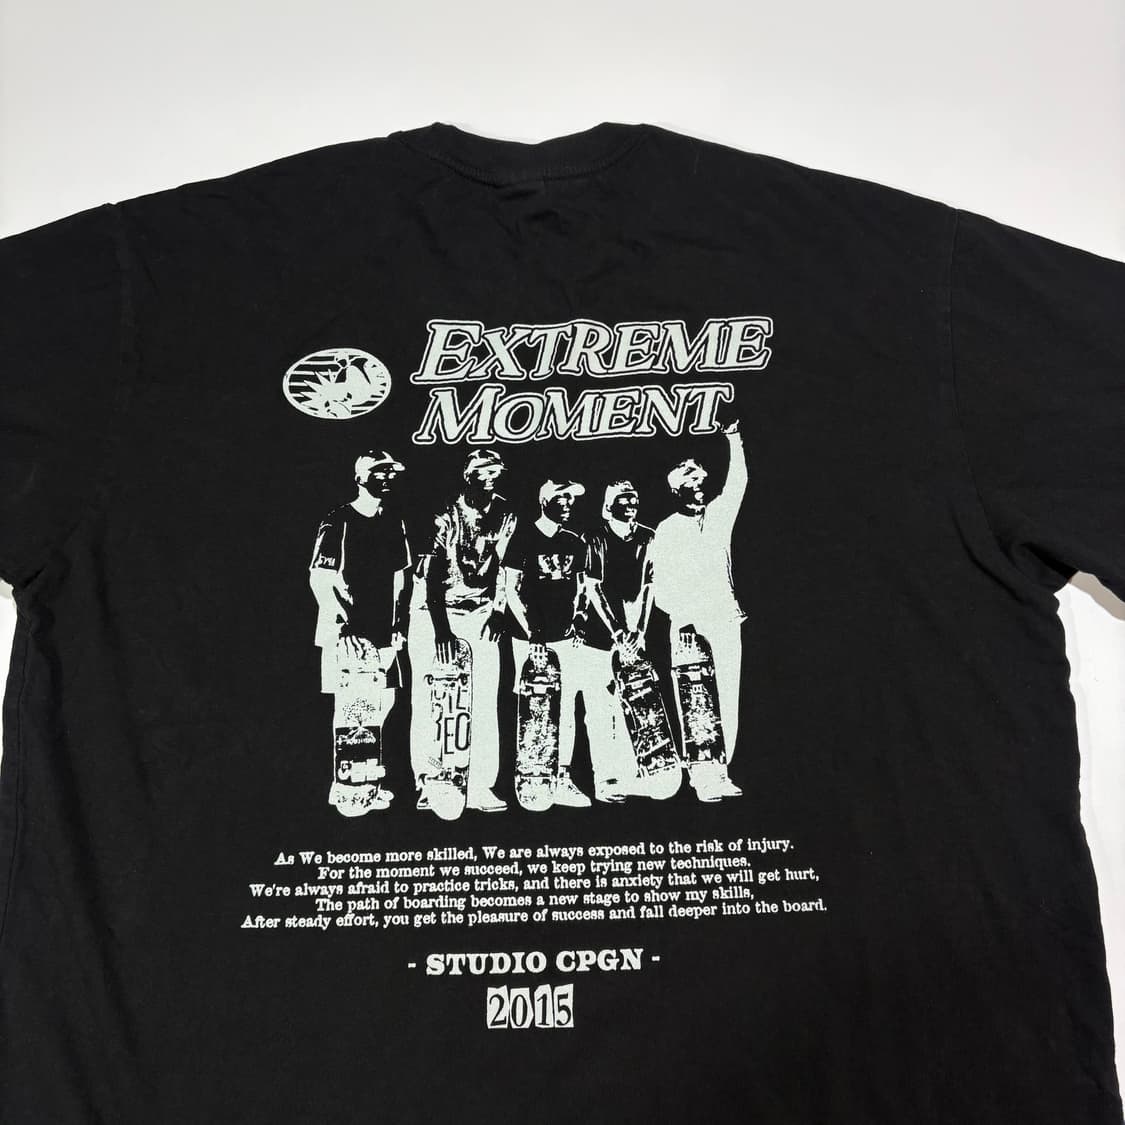 EXTREME
MOMENT
As We become more skilled, We are always exposed to the risk of injury.
For the moment we succeed, we keep trying new techniques.
We're always afraid to practice tricks, and there is anxiety that we will get hurt,
The path of boarding becomes a new stage to show my skills,
After steady effort, you get the pleasure of success and fall deeper into the board.
- STUDIO CPGN -
2015